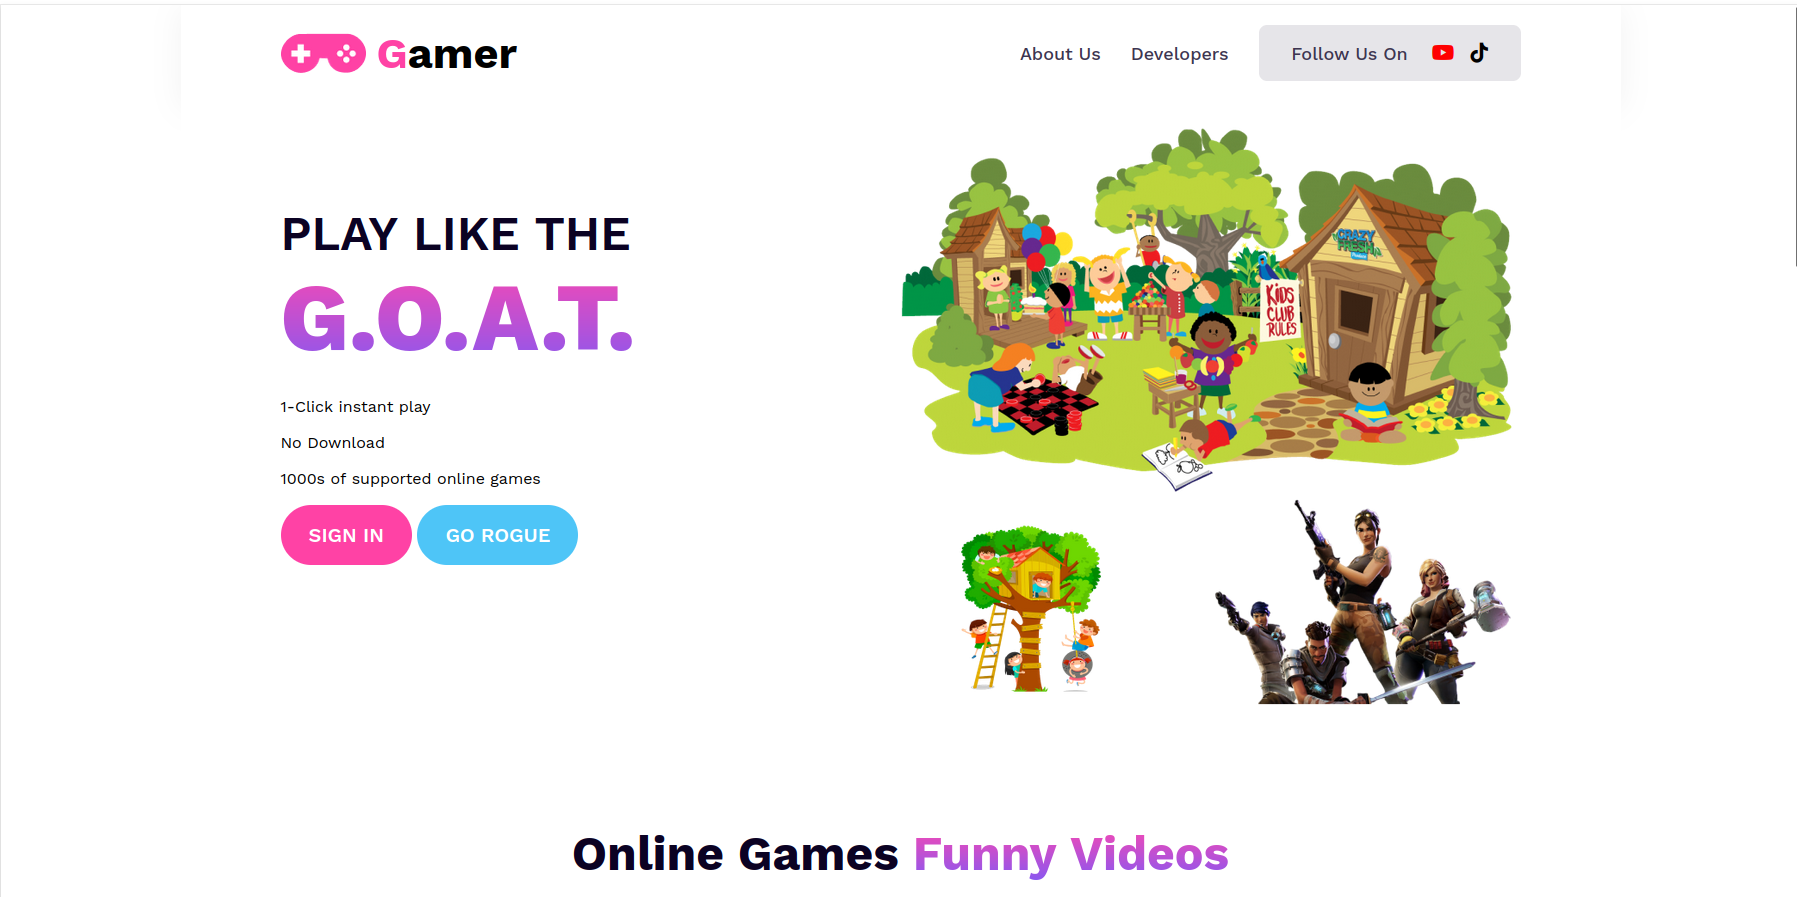 Gamer
About Us Developers Follow Us On
PLAY LIKE THE
G.O.A.T.
1-Click instant play
No Download
1000s of supported online games
SIGN IN GO ROGUE
CRAZY
FRESH
KIDS
CLUB
RULES
Online Games Funny Videos